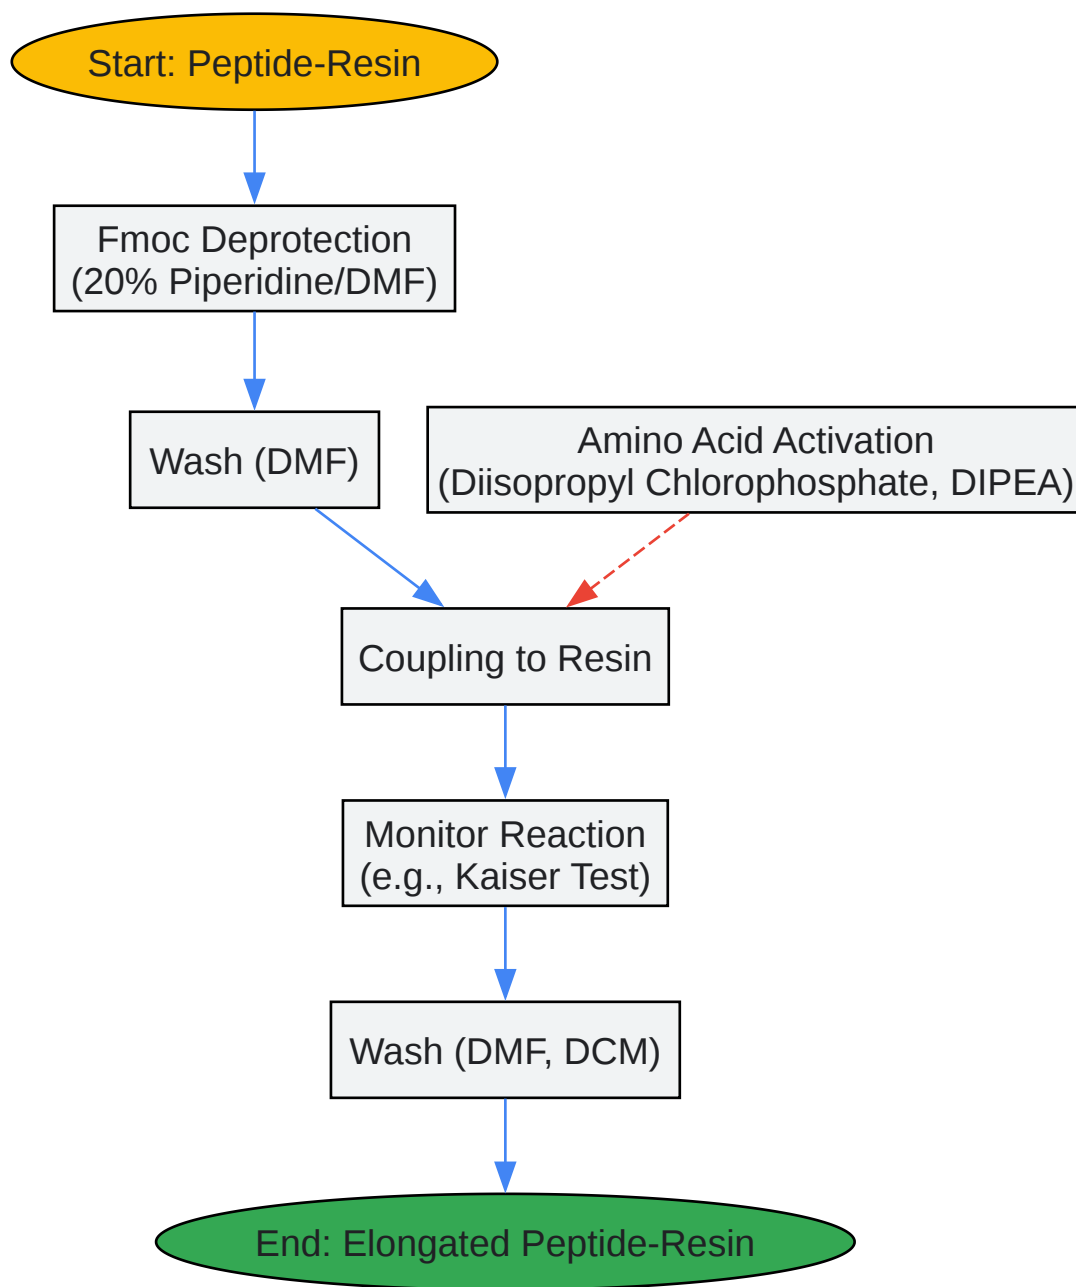 Start: Peptide-Resin
Fmoc Deprotection
(20% Piperidine/DMF)
Wash (DMF)
Amino Acid Activation
(Diisopropyl Chlorophosphate, DIPEA)
Coupling to Resin
Monitor Reaction
(e.g., Kaiser Test)
Wash (DMF, DCM)
End: Elongated Peptide-Resin